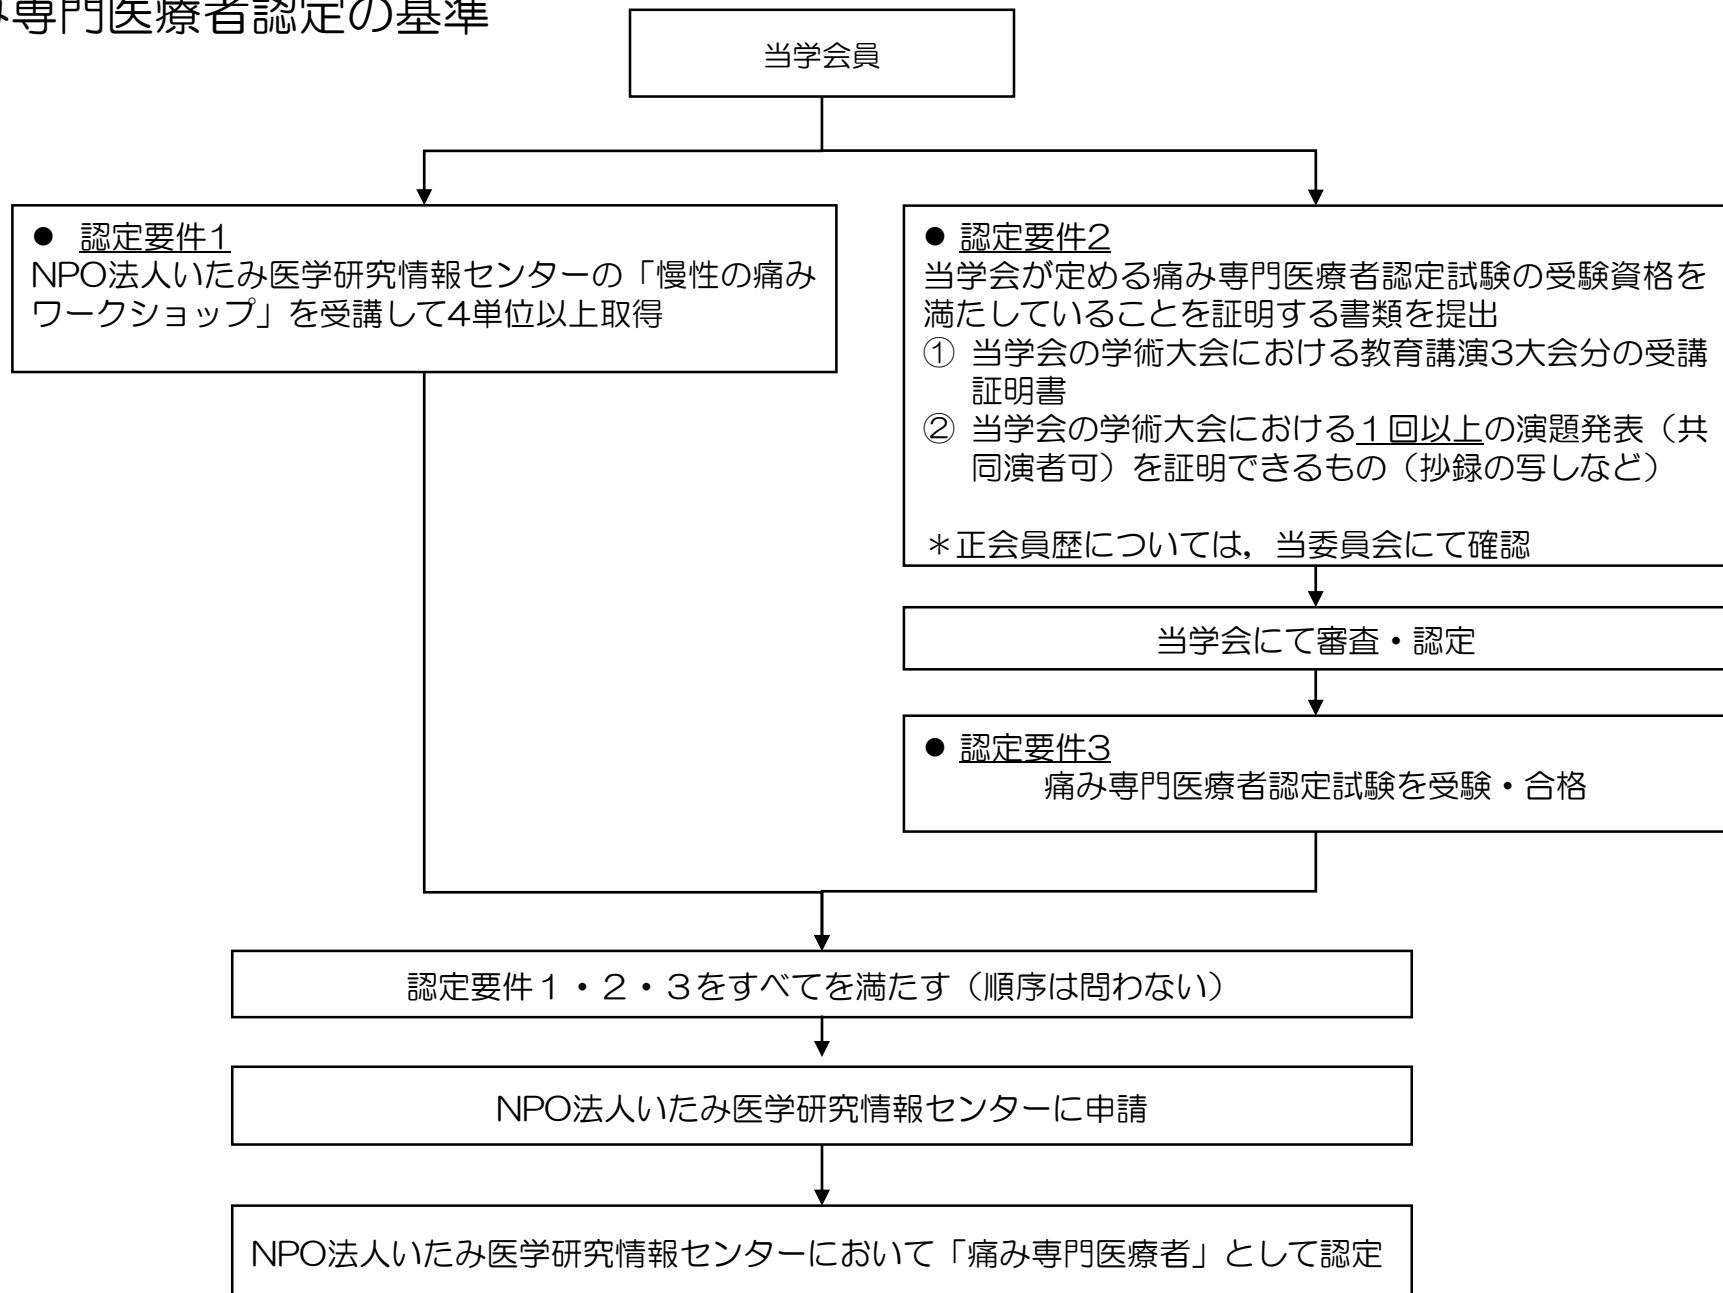 み専門医療者認定の基準
当学会員
● 認定要件1
NPO法人いたみ医学研究情報センターの「慢性の痛み
ワークショップ」を受講して4単位以上取得
● 認定要件2
当学会が定める痛み専門医療者認定試験の受験資格を
満たしていることを証明する書類を提出
① 当学会の学術大会における教育講演3大会分の受講
証明書
② 当学会の学術大会における１回以上の演題発表（共
同演者可）を証明できるもの（抄録の写しなど）
＊正会員歴については，当委員会にて確認
当学会にて審査・認定
● 認定要件3
痛み専門医療者認定試験を受験・合格
認定要件１・２・３をすべてを満たす（順序は問わない）
NPO法人いたみ医学研究情報センターに申請
NPO法人いたみ医学研究情報センターにおいて「痛み専門医療者」として認定